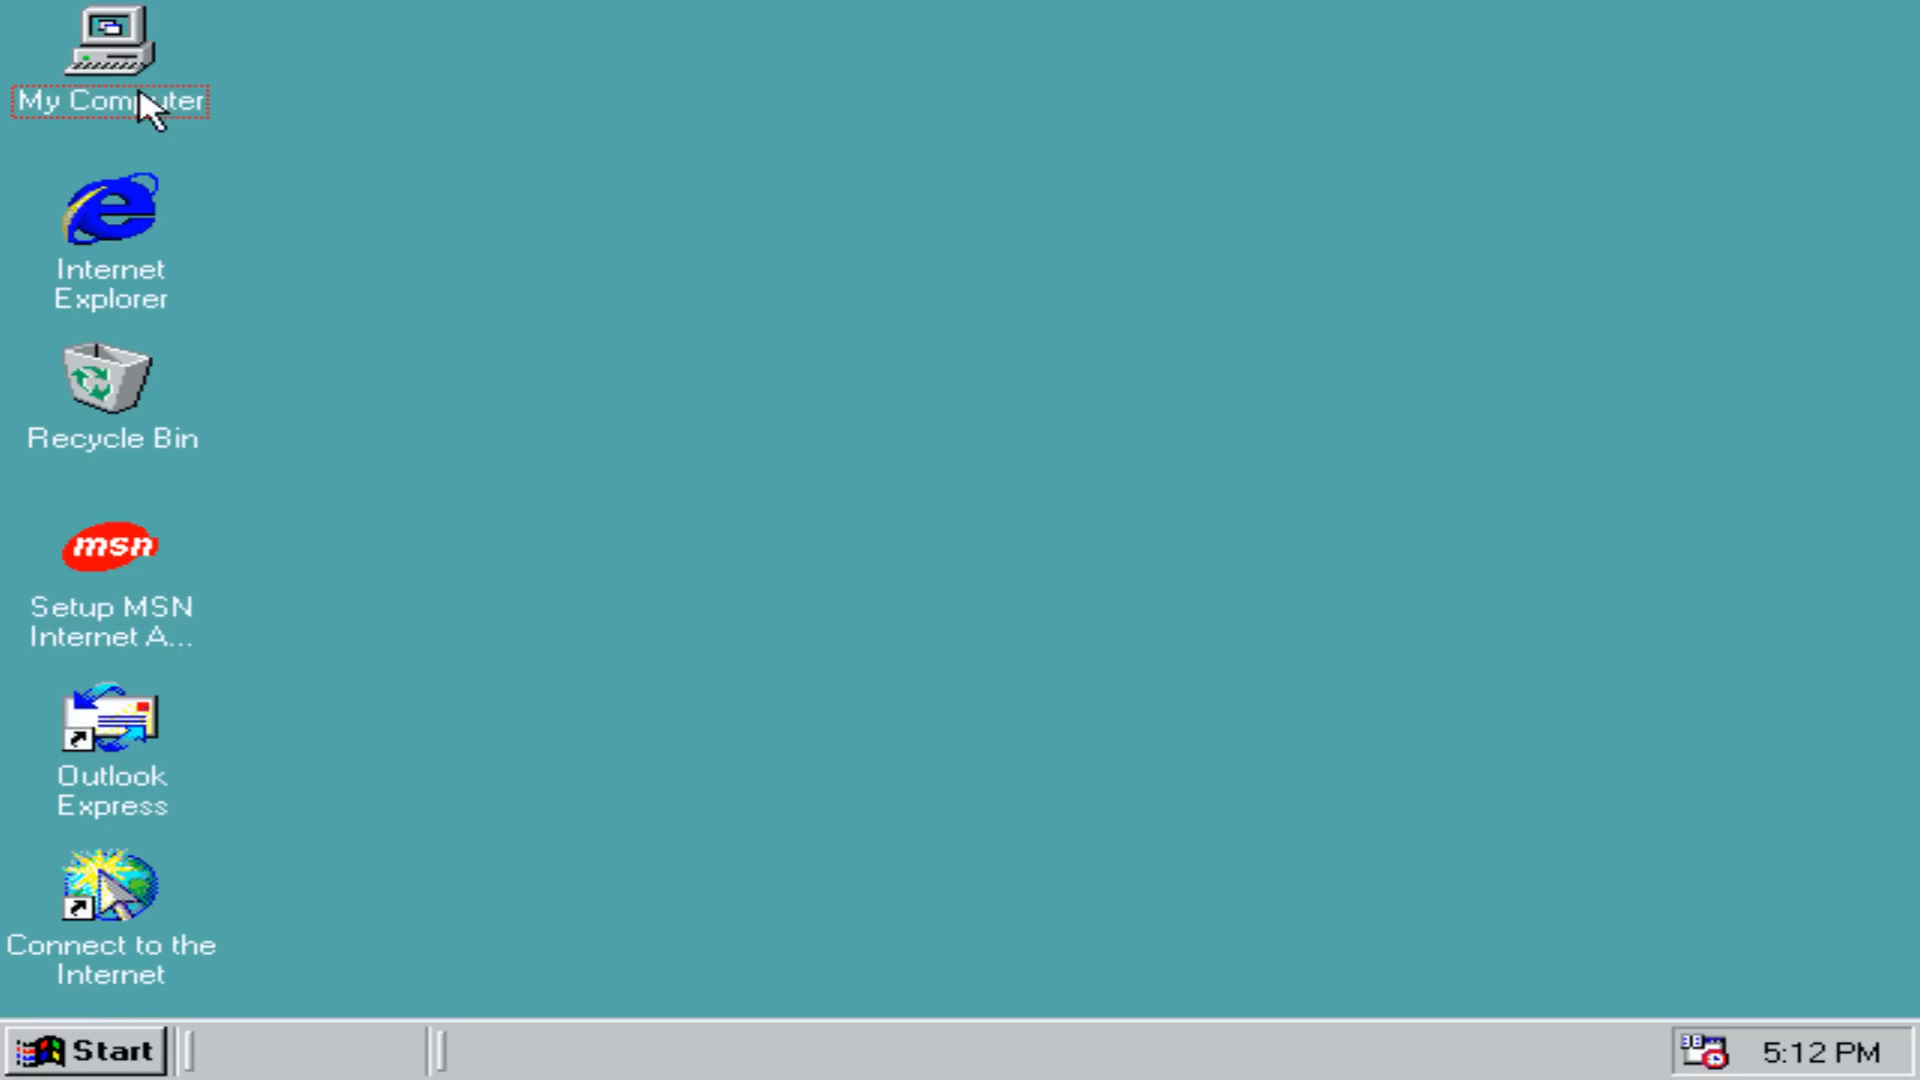 My Computer
Internet
Explorer
Recycle Bin
msn
Setup MSN
Internet A...
Outlook
Express
Connect to the
Internet
Start
5:12 PM